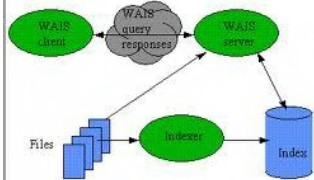 WAIS
client
WAIS
query
responses
WAIS
server
Files
Indexer
Index